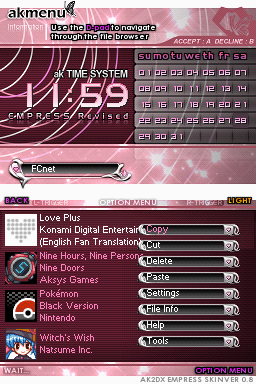 akmenu
Information
Use the D-pad to navigate
through the file browser
ACCEPT : A DECLINE : B
ak TIME SYSTEM
11:59
EMPRESS Revised
su mo tu we th fr sa
01 02 03 04 05 06 07
08 09 10 11 12 13 14
15 16 17 18 19 20 21
22 23 24 25 26 27 28
29 30 31
FCnet
BACK
L-TRIGGER
OPTION MENU
R-TRIGGER
LIGHT
Love Plus
Konami Digital Entertain
(English Fan Translation)
Nine Hours, Nine Person
Nine Doors
Aksys Games
Pokémon
Black Version
Nintendo
Witch's Wish
Natsume Inc.
Copy
Cut
Delete
Paste
Settings
File Info
Help
Tools
WAIT...
OPTION MENU
AK2DX EMPRESS SKINVER 0.6